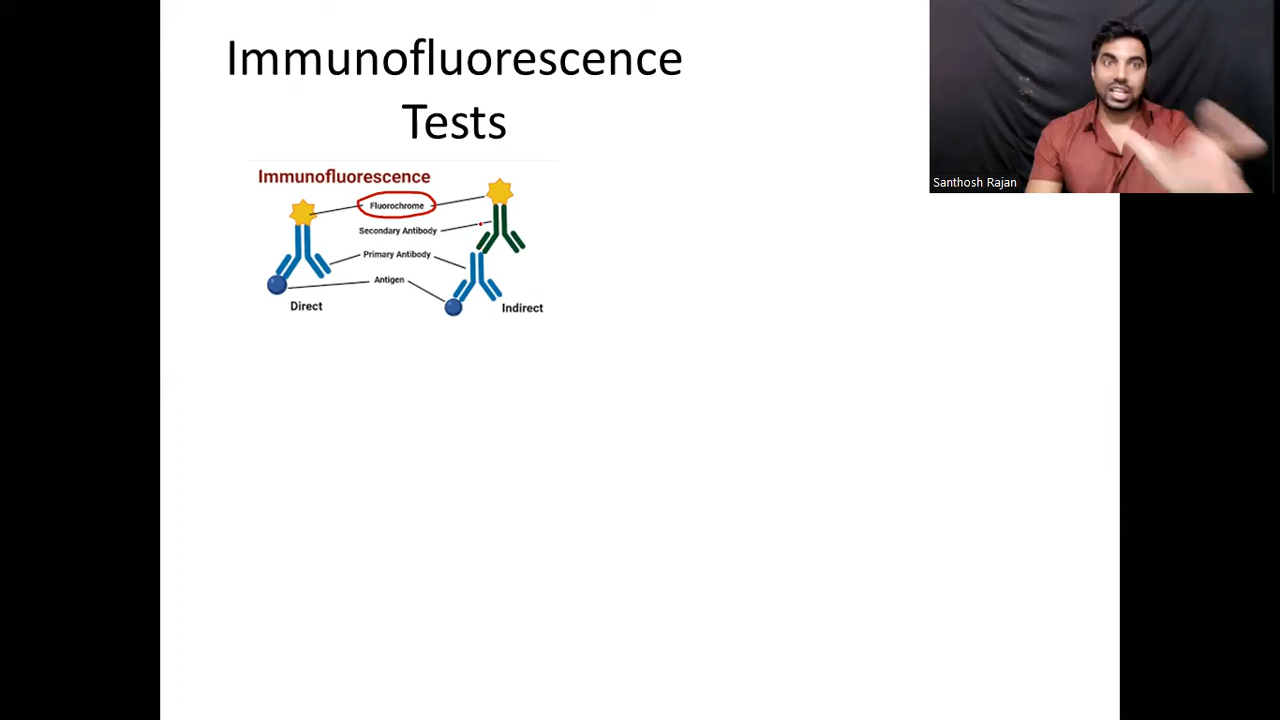 Immunofluorescence
Tests
Immunofluorescence
Fluorochrome
Secondary Antibody
Primary Antibody
Antigen
Direct
Indirect
Santhosh Rajan